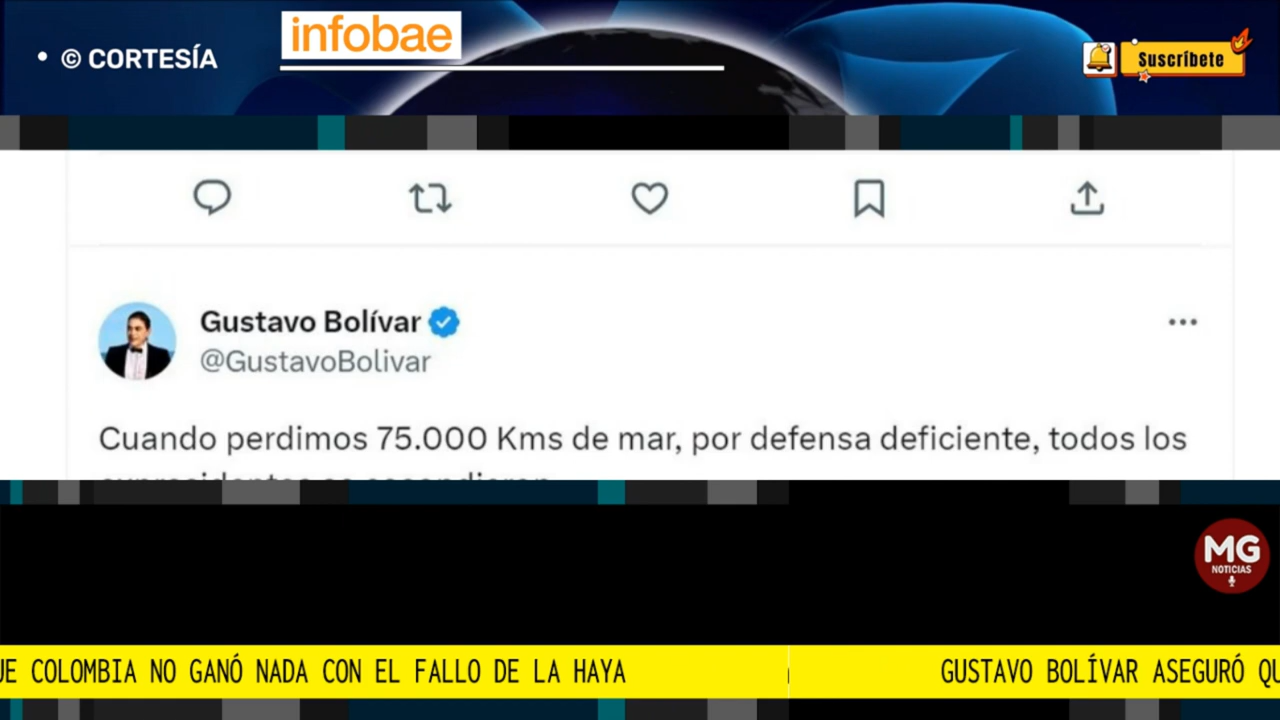 • © CORTESÍA
infobae
Suscríbete
Gustavo Bolívar
@GustavoBolivar
Cuando perdimos 75.000 Kms de mar, por defensa deficiente, todos los
MG
NOTICIAS
UE COLOMBIA NO GANÓ NADA CON EL FALLO DE LA HAYA
GUSTAVO BOLÍVAR ASEGURÓ QU